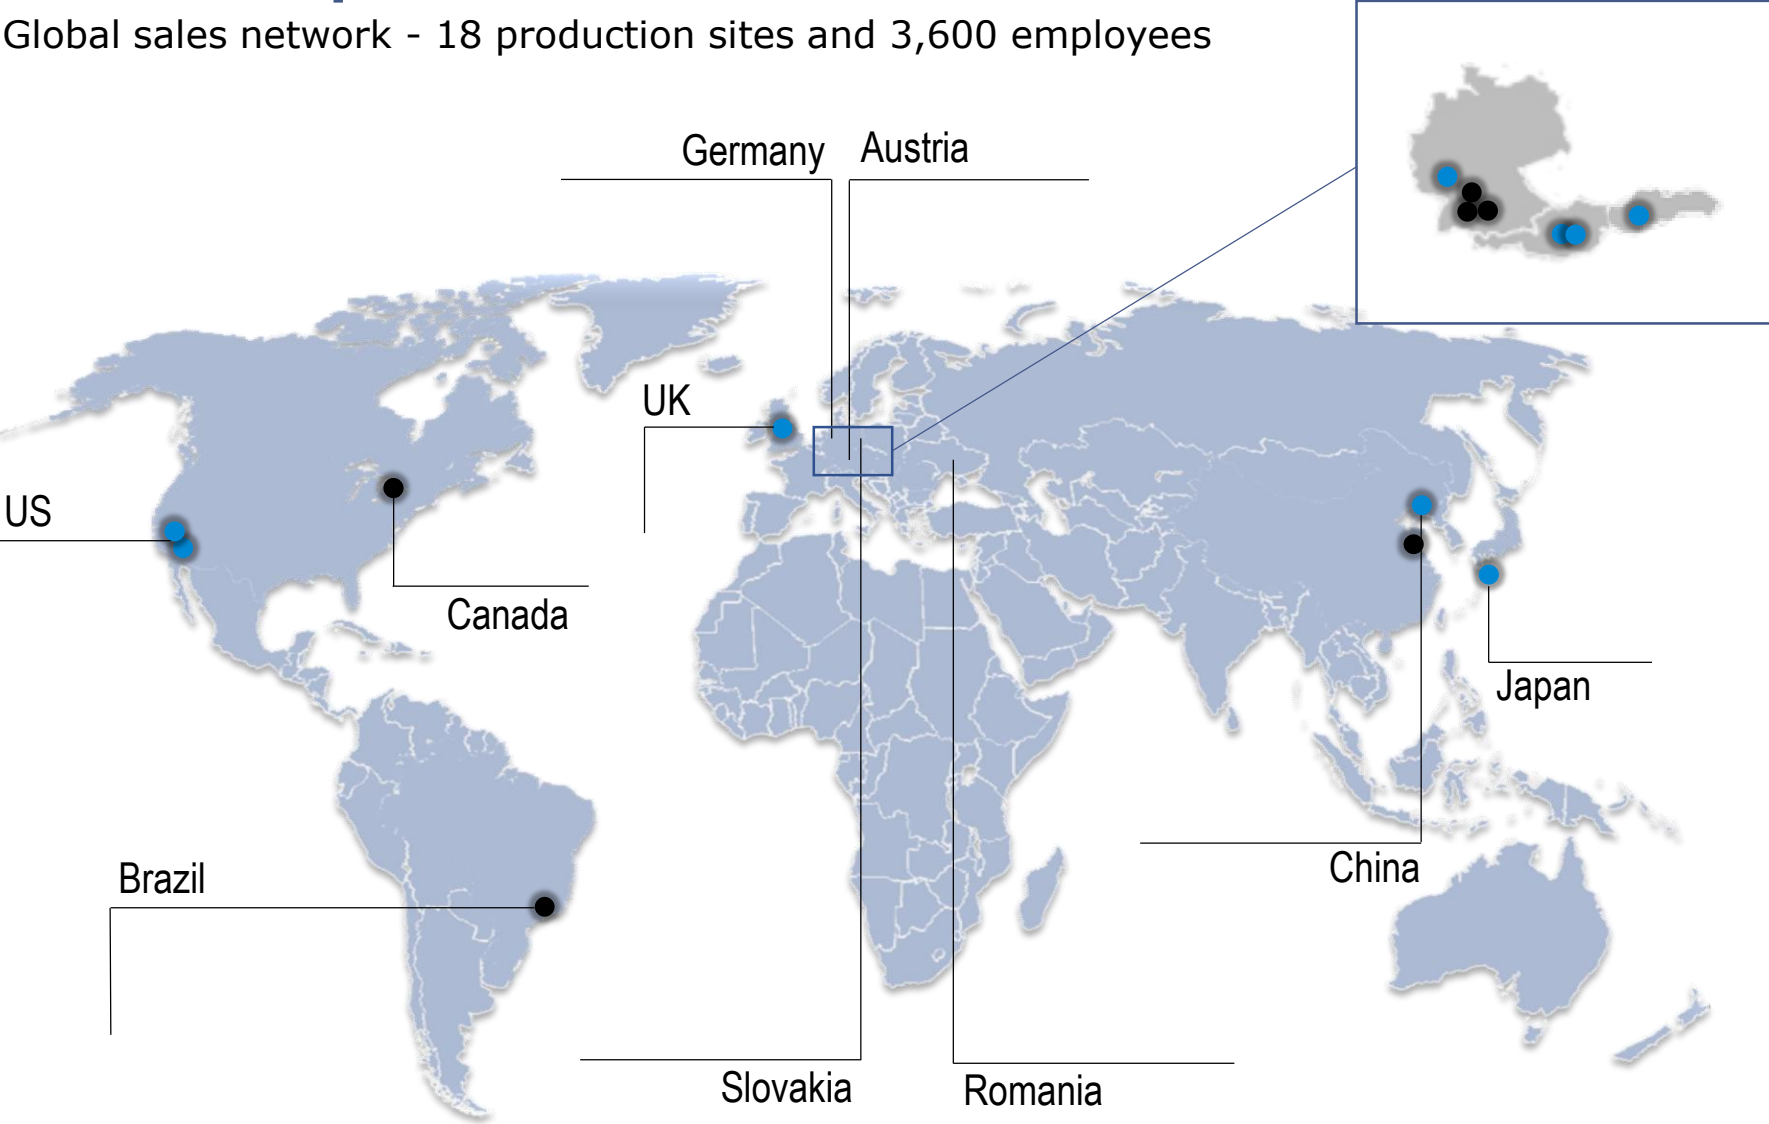 Global sales network - 18 production sites and 3,600 employees
Germany
Austria
UK
US
Canada
Japan
China
Brazil
Slovakia
Romania